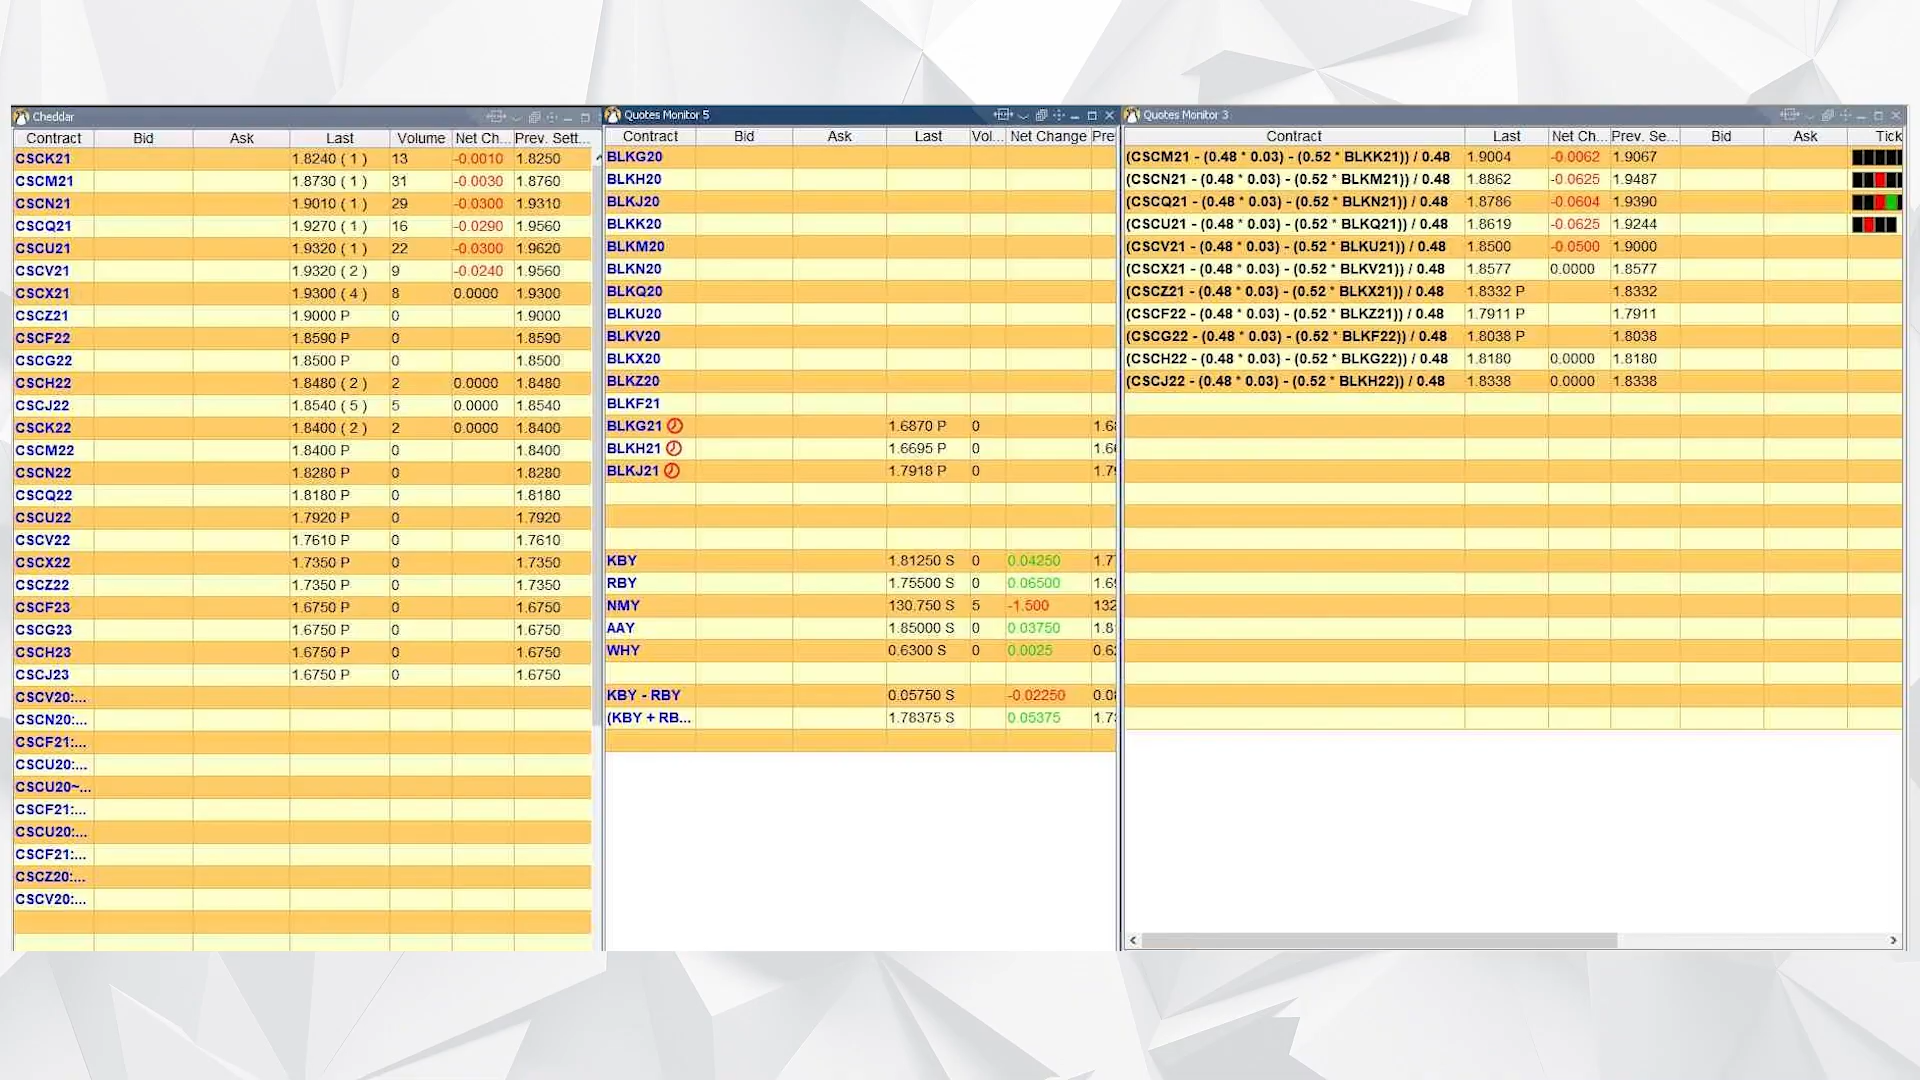 Cheddar
Contract Bid Ask Last Volume Net Ch... Prev. Sett...
CSCK21 1.8240 ( 1 ) 13 -0.0010 1.8250
CSCM21 1.8730 ( 1 ) 31 -0.0030 1.8760
CSCN21 1.9010 ( 1 ) 29 -0.0300 1.9310
CSCQ21 1.9270 ( 1 ) 16 -0.0290 1.9560
CSCU21 1.9320 ( 1 ) 22 -0.0300 1.9620
CSCV21 1.9320 ( 2 ) 9 -0.0240 1.9560
CSCX21 1.9300 ( 4 ) 8 0.0000 1.9300
CSCZ21 1.9000 P 0 1.9000
CSCF22 1.8590 P 0 1.8590
CSCG22 1.8500 P 0 1.8500
CSCH22 1.8480 ( 2 ) 2 0.0000 1.8480
CSCJ22 1.8540 ( 5 ) 5 0.0000 1.8540
CSCK22 1.8400 ( 2 ) 2 0.0000 1.8400
CSCM22 1.8400 P 0 1.8400
CSCN22 1.8280 P 0 1.8280
CSCQ22 1.8180 P 0 1.8180
CSCU22 1.7920 P 0 1.7920
CSCV22 1.7610 P 0 1.7610
CSCX22 1.7350 P 0 1.7350
CSCZ22 1.7350 P 0 1.7350
CSCF23 1.6750 P 0 1.6750
CSCG23 1.6750 P 0 1.6750
CSCH23 1.6750 P 0 1.6750
CSCJ23 1.6750 P 0 1.6750
CSCV20:...
CSCN20:...
CSCF21:...
CSCU20:...
CSCU20~...
CSCF21:...
CSCU20:...
CSCF21:...
CSCZ20:...
CSCV20:...
Quotes Monitor 5
Contract Bid Ask Last Vol... Net Change Pre
BLKG20
BLKH20
BLKJ20
BLKK20
BLKM20
BLKN20
BLKQ20
BLKU20
BLKV20
BLKX20
BLKZ20
BLKF21
BLKG21 1.6870 P 0 1.68
BLKH21 1.6695 P 0 1.66
BLKJ21 1.7918 P 0 1.79
KBY 1.81250 S 0 0.04250 1.77
RBY 1.75500 S 0 0.06500 1.69
NMY 130.750 S 5 -1.500 132
AAY 1.85000 S 0 0.03750 1.8
WHY 0.6300 S 0 0.0025 0.62
KBY - RBY 0.05750 S -0.02250 0.08
(KBY + RB... 1.78375 S 0.05375 1.73
Quotes Monitor 3
Contract Last Net Ch... Prev. Se... Bid Ask Tick
(CSCM21 - (0.48 * 0.03) - (0.52 * BLKK21)) / 0.48 1.9004 -0.0062 1.9067
(CSCN21 - (0.48 * 0.03) - (0.52 * BLKM21)) / 0.48 1.8862 -0.0625 1.9487
(CSCQ21 - (0.48 * 0.03) - (0.52 * BLKN21)) / 0.48 1.8786 -0.0604 1.9390
(CSCU21 - (0.48 * 0.03) - (0.52 * BLKQ21)) / 0.48 1.8619 -0.0625 1.9244
(CSCV21 - (0.48 * 0.03) - (0.52 * BLKU21)) / 0.48 1.8500 -0.0500 1.9000
(CSCX21 - (0.48 * 0.03) - (0.52 * BLKV21)) / 0.48 1.8577 0.0000 1.8577
(CSCZ21 - (0.48 * 0.03) - (0.52 * BLKX21)) / 0.48 1.8332 P 1.8332
(CSCF22 - (0.48 * 0.03) - (0.52 * BLKZ21)) / 0.48 1.7911 P 1.7911
(CSCG22 - (0.48 * 0.03) - (0.52 * BLKF22)) / 0.48 1.8038 P 1.8038
(CSCH22 - (0.48 * 0.03) - (0.52 * BLKG22)) / 0.48 1.8180 0.0000 1.8180
(CSCJ22 - (0.48 * 0.03) - (0.52 * BLKH22)) / 0.48 1.8338 0.0000 1.8338